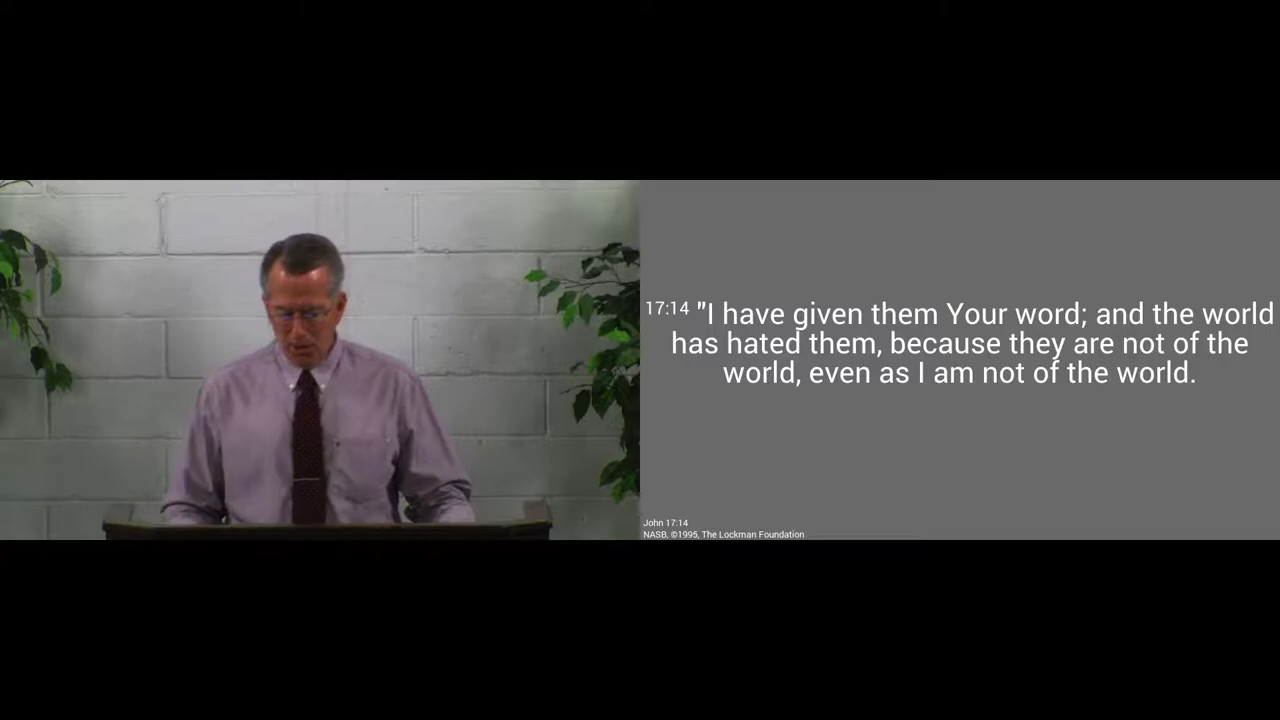 17:14 "I have given them Your word; and the world
has hated them, because they are not of the
world, even as I am not of the world.
John 17:14
NASB, ©1995, The Lockman Foundation